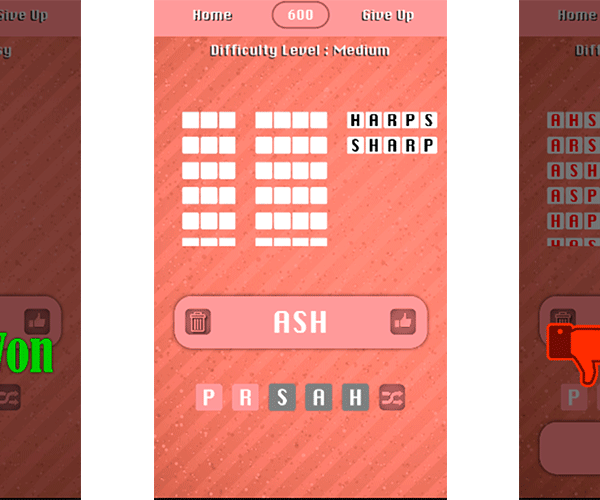 Give Up
Home 600 Give Up
Home
Difficulty Level : Medium
HARPS
SHARP
AHS
ARS
ASH
ASP
HAP
HAS
ASH
Won
P R S A H
P